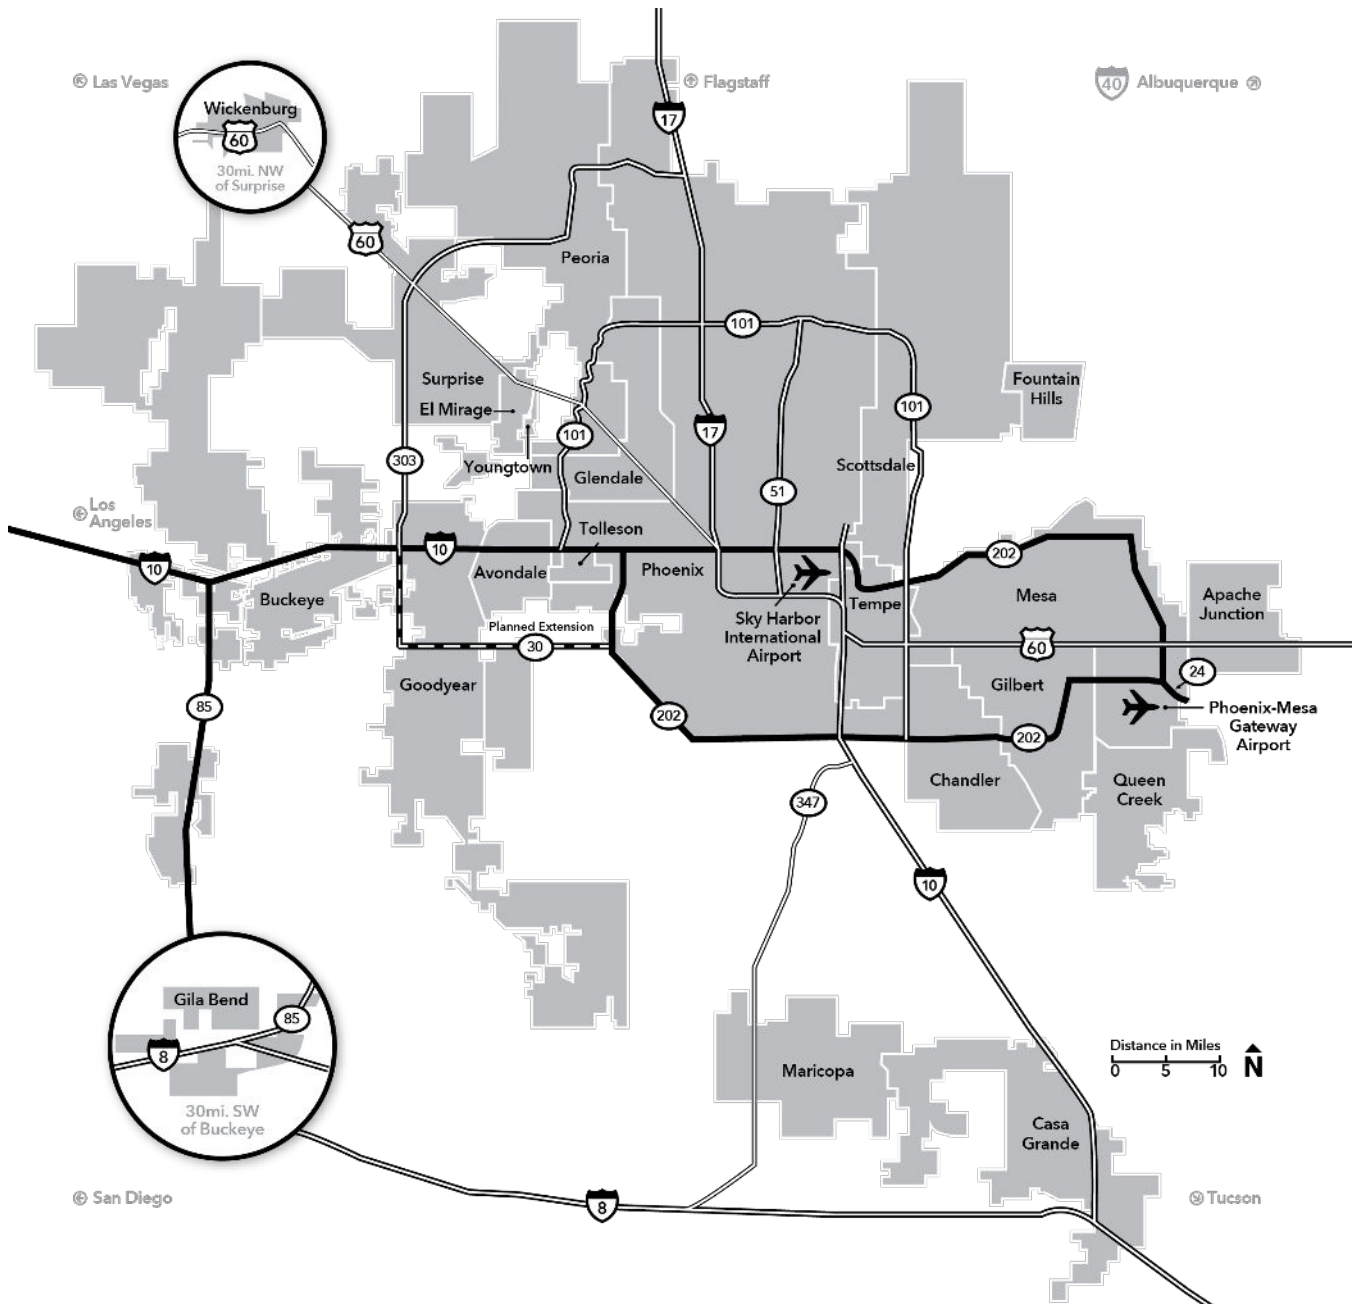 Las Vegas
Flagstaff
40
Albuquerque
Wickenburg
60
30mi. NW
of Surprise
17
60
Peoria
101
Surprise
El Mirage
Fountain
Hills
101
101
17
303
Youngtown
Glendale
Scottsdale
51
Los
Angeles
Tolleson
10
10
202
Avondale
Phoenix
Buckeye
Tempe
Mesa
Apache
Junction
Sky Harbor
International
Airport
Planned Extension
30
60
24
Goodyear
Gilbert
85
202
202
Phoenix-Mesa
Gateway
Airport
Chandler
Queen
Creek
347
10
Gila Bend
85
8
30mi. SW
of Buckeye
Distance in Miles
0 5 10
N
Maricopa
Casa
Grande
San Diego
8
Tucson